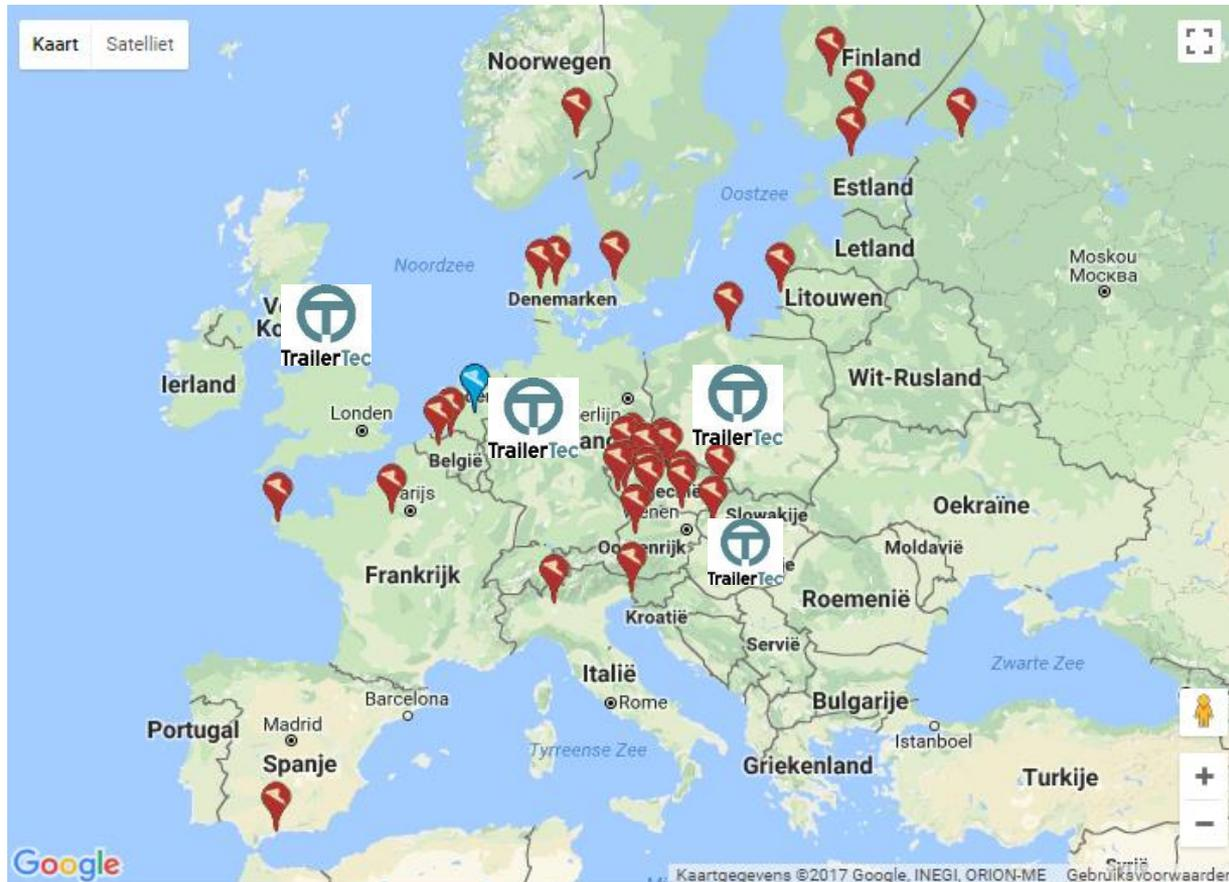 Kaart
Satelliet
Noorwegen
Finland
Oostzee
Estland
Letland
Moskou
Москва
Noordzee
Denemarken
Litouwen
TrailerTec
Ierland
Wit-Rusland
Londen
TrailerTec
TrailerTec
België
Oekraïne
Slowakije
Moldavië
TrailerTec
Frankrijk
Roemenië
Kroatië
Servië
Zwarte Zee
Italië
Rome
Barcelona
Bulgarije
Portugal
Madrid
Istanboel
Tyrreense Zee
Spanje
Griekenland
Turkije
Google
Kaartgegevens ©2017 Google, INEGI, ORION-ME